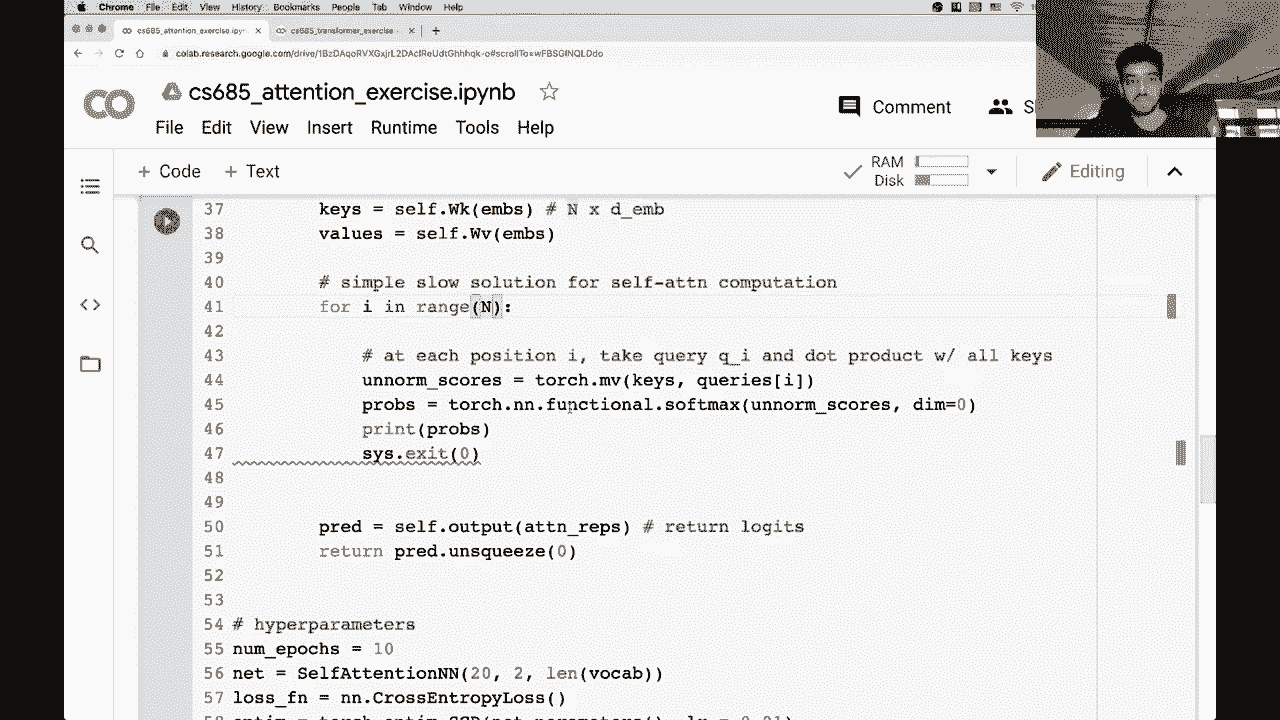 Chrome File Edit View History Bookmarks People Tab Window Help
cs685_attention_exercise.ipyn × cs685_transformer_exercise × +
colab.research.google.com/drive/
CO cs685_attention_exercise.ipynb
Comment
File Edit View Insert Runtime Tools Help
+ Code + Text RAM Disk Editing
37 keys = self.Wk(embs) # N x d_emb
38 values = self.Wv(embs)
39
40 # simple slow solution for self-attn computation
41 for i in range(N):
42
43 # at each position i, take query q_i and dot product w/ all keys
44 unnorm_scores = torch.mv(keys, queries[i])
45 probs = torch.nn.functional.softmax(unnorm_scores, dim=0)
46 print(probs)
47 sys.exit(0)
48
49
50 pred = self.output(attn_reps) # return logits
51 return pred.unsqueeze(0)
52
53
54 # hyperparameters
55 num_epochs = 10
56 net = SelfAttentionNN(20, 2, len(vocab))
57 loss_fn = nn.CrossEntropyLoss()